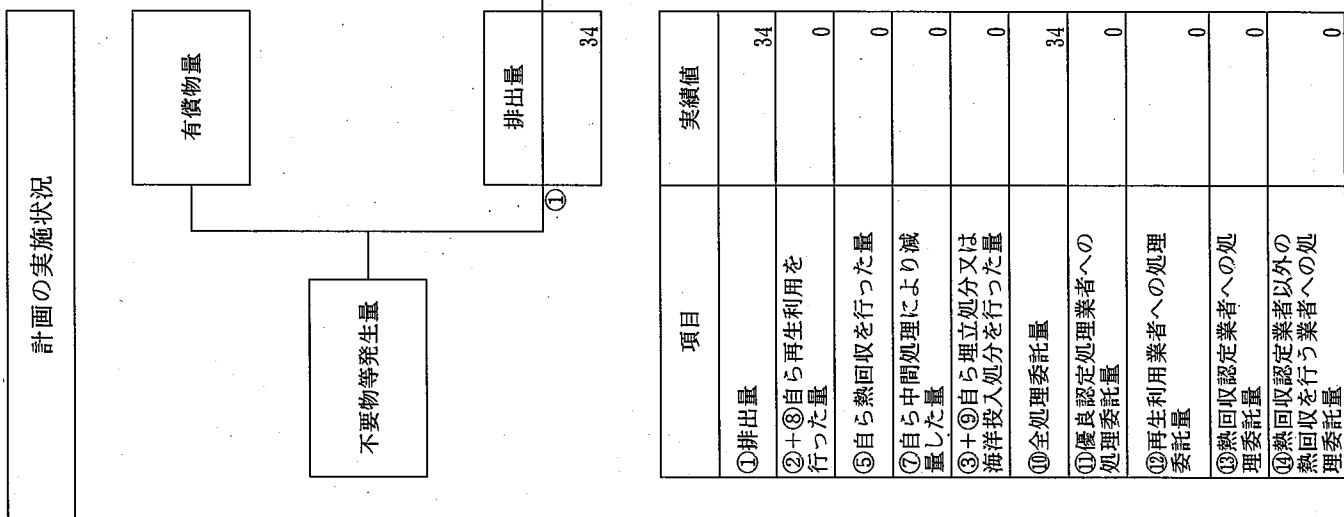 計画の実施状況
有償物量
不要物等発生量
排出量
①
34
項目
実績値
①排出量
34
②+⑧自ら再生利用を
行った量
0
⑤自ら熱回収を行った量
0
⑦自ら中間処理により減
量した量
0
③+⑨自ら埋立処分又は
海洋投入処分を行った量
0
⑩全処理委託量
34
⑪優良認定処理業者への
処理委託量
0
⑫再生利用業者への処理
委託量
0
⑬熱回収認定業者への処
理委託量
0
⑭熱回収認定業者以外の
熱回収を行う業者への処
理委託量
0